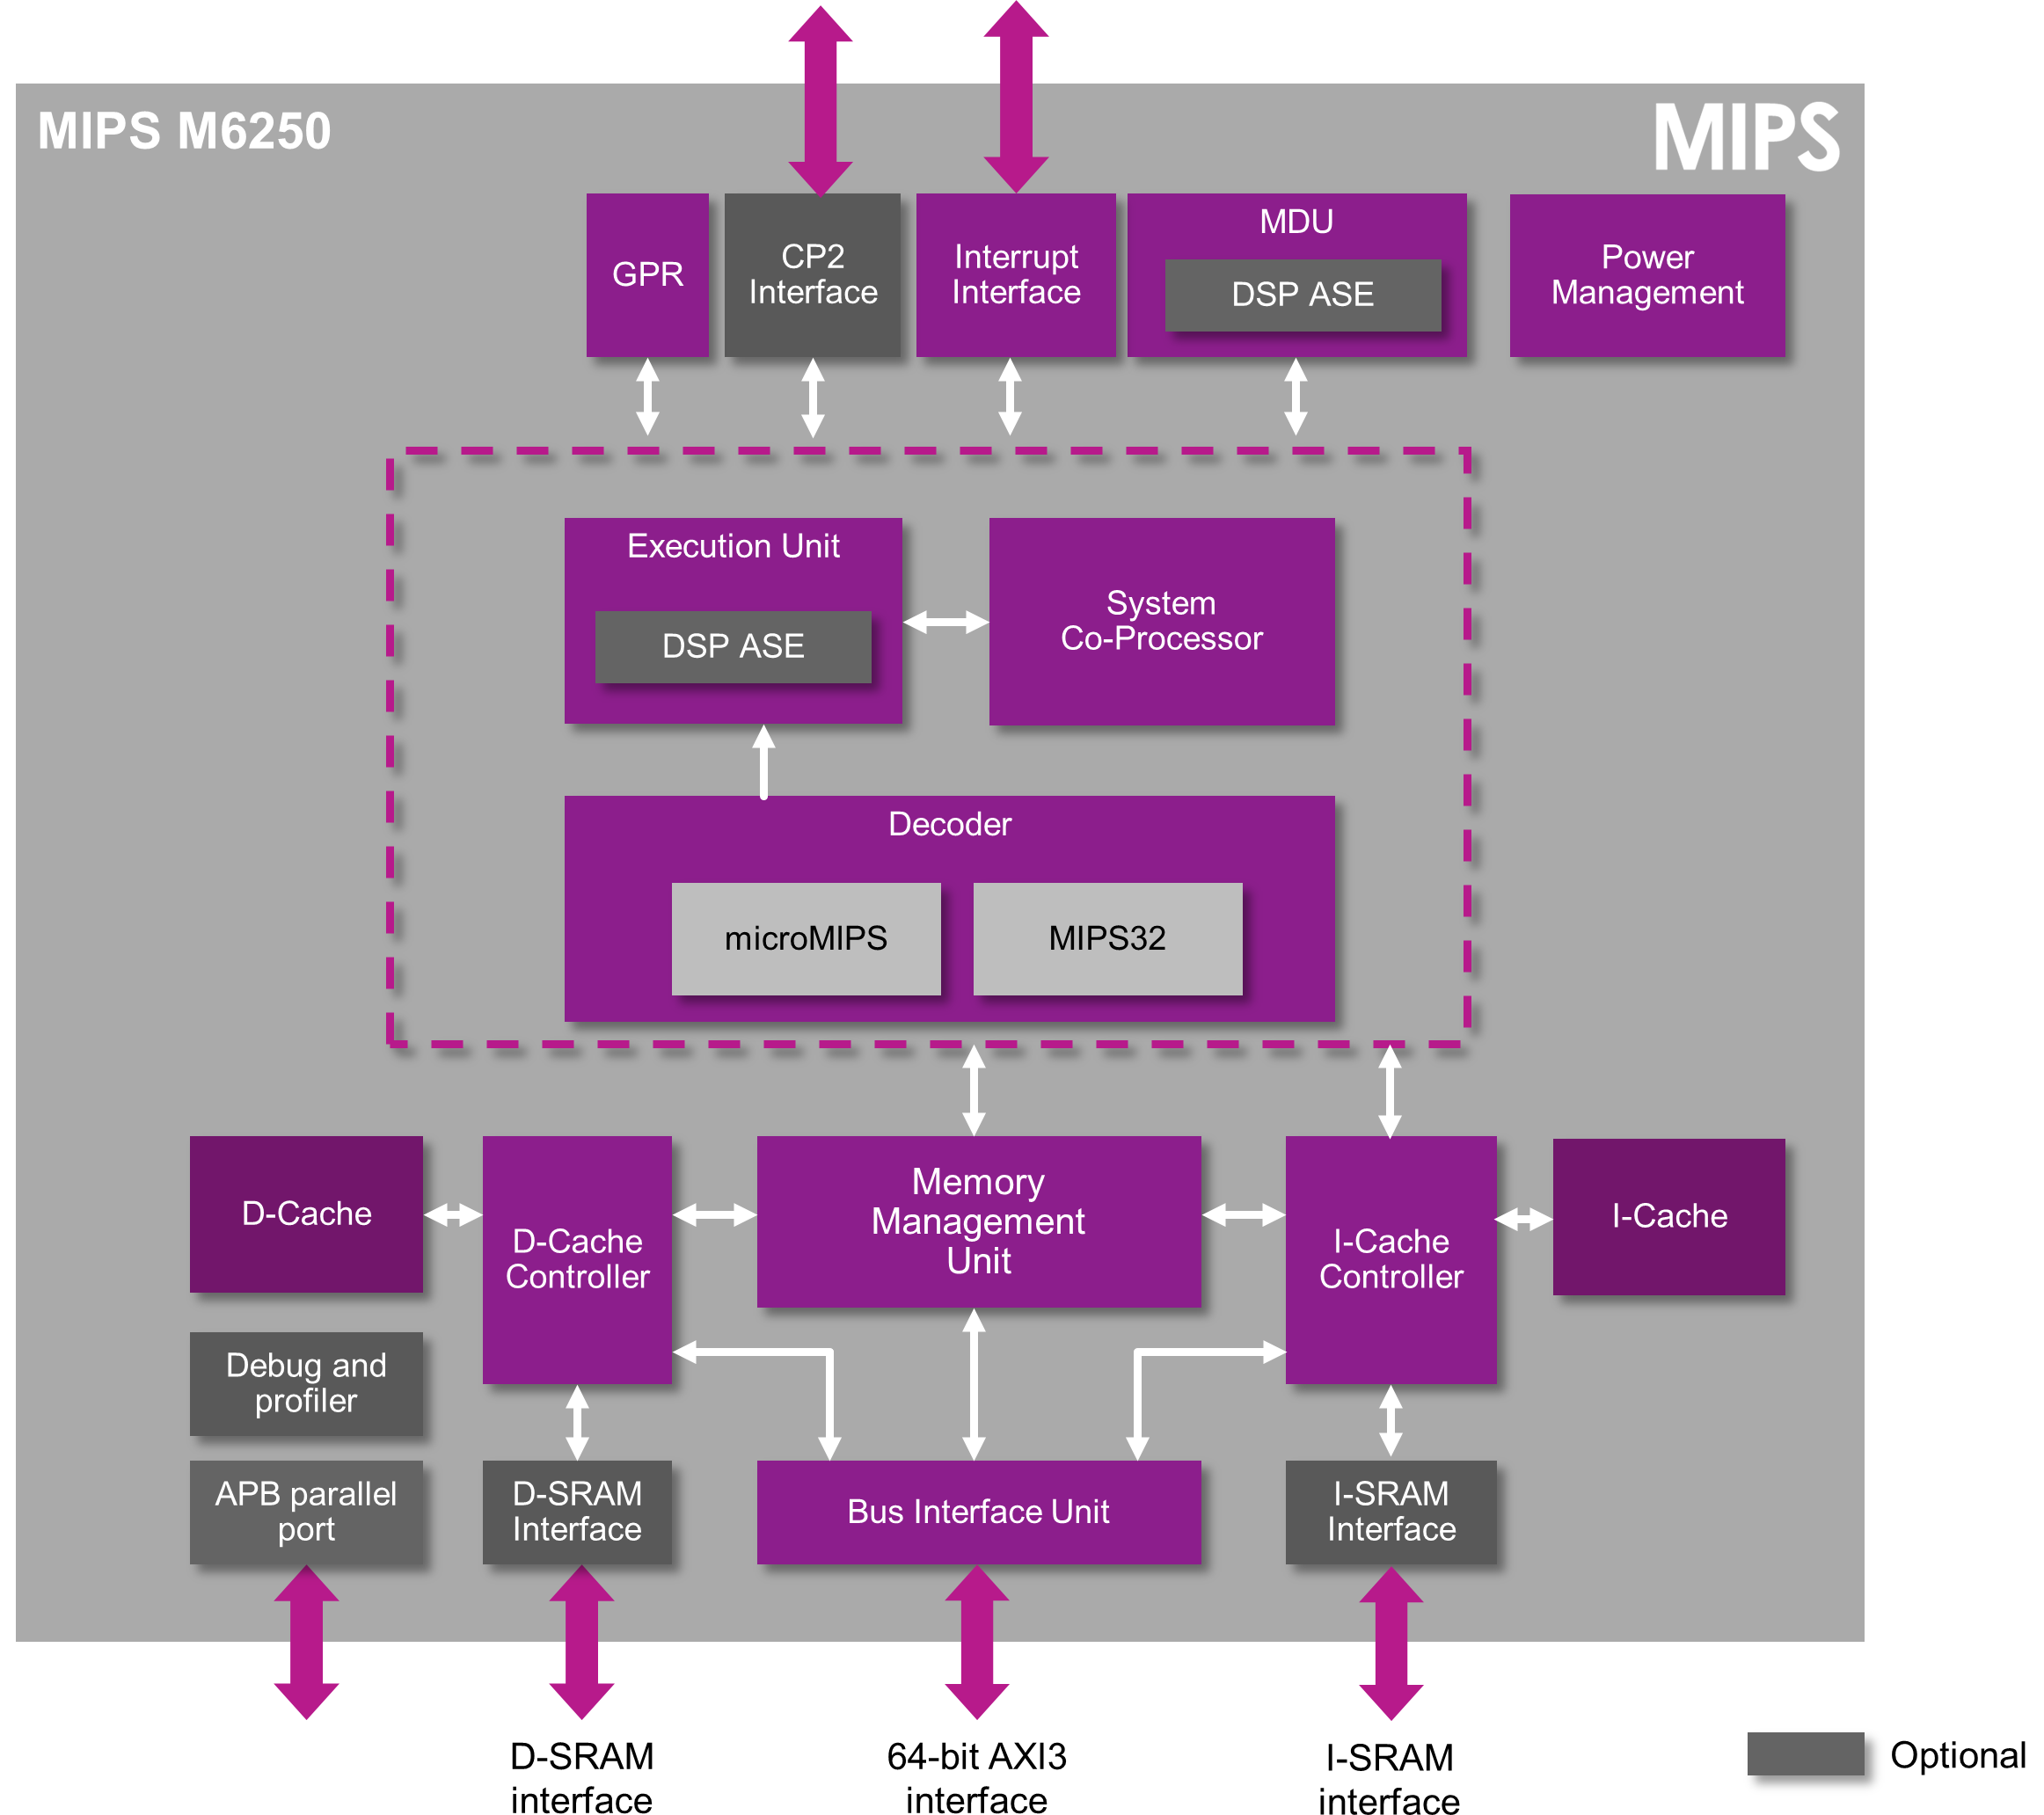 MIPS M6250
MIPS
GPR
CP2
Interface
Interrupt
Interface
MDU
DSP ASE
Power
Management
Execution Unit
DSP ASE
System
Co-Processor
Decoder
microMIPS
MIPS32
D-Cache
D-Cache
Controller
Memory
Management
Unit
I-Cache
Controller
I-Cache
Debug and
profiler
APB parallel
port
D-SRAM
Interface
Bus Interface Unit
I-SRAM
Interface
D-SRAM
interface
64-bit AXI3
interface
I-SRAM
interface
Optional